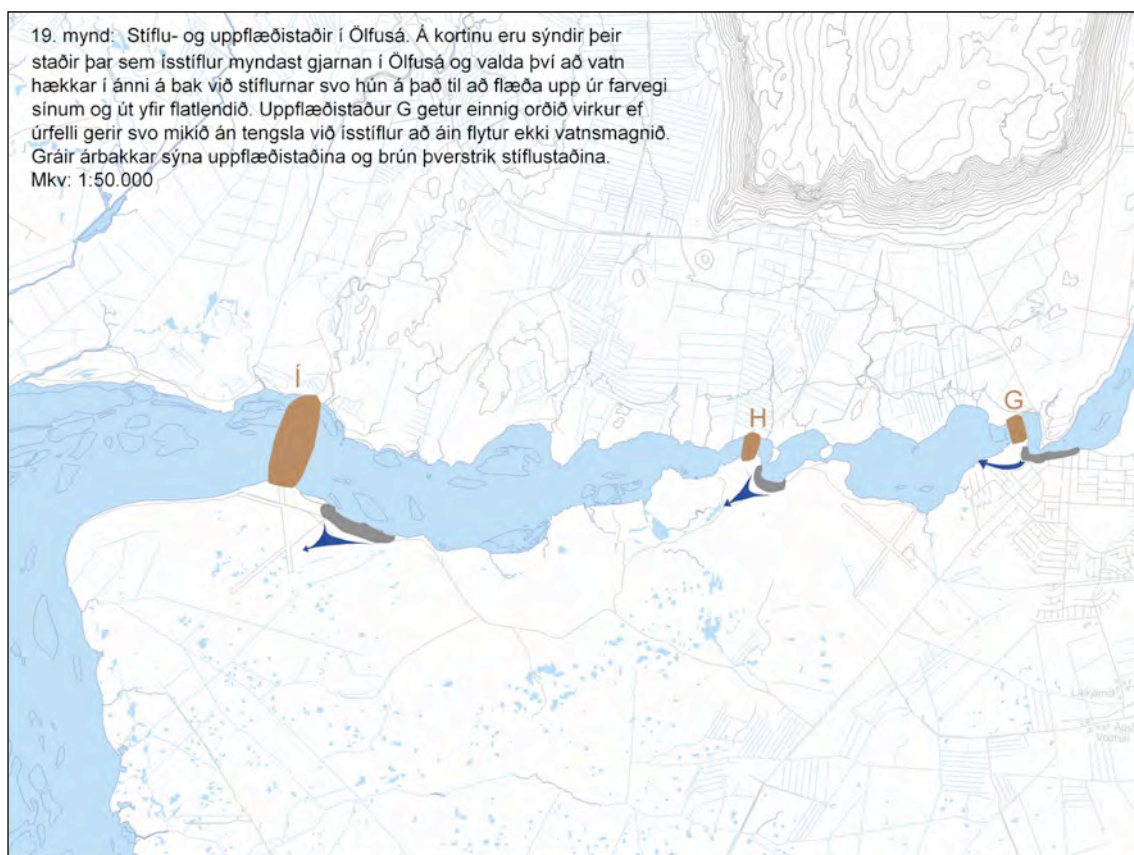 19. mynd: Stíflu- og uppflæðistaðir í Ölfusá. Á kortinu eru sýndir þeir
staðir þar sem ísstíflur myndast gjarnan í Ölfusá og valda því að vatn
hækkar í ánni á bak við stíflurnar svo hún á það til að flæða upp úr farvegi
sínum og út yfir flatlendið. Uppflæðistaður G getur einnig orðið virkur ef
úrfelli gerir svo mikið án tengsla við ísstíflur að áin flytur ekki vatnsmagnið.
Gráir árbakkar sýna uppflæðistaðina og brún þverstrik stíflustaðina.
Mkv: 1:50.000
Í
H
G